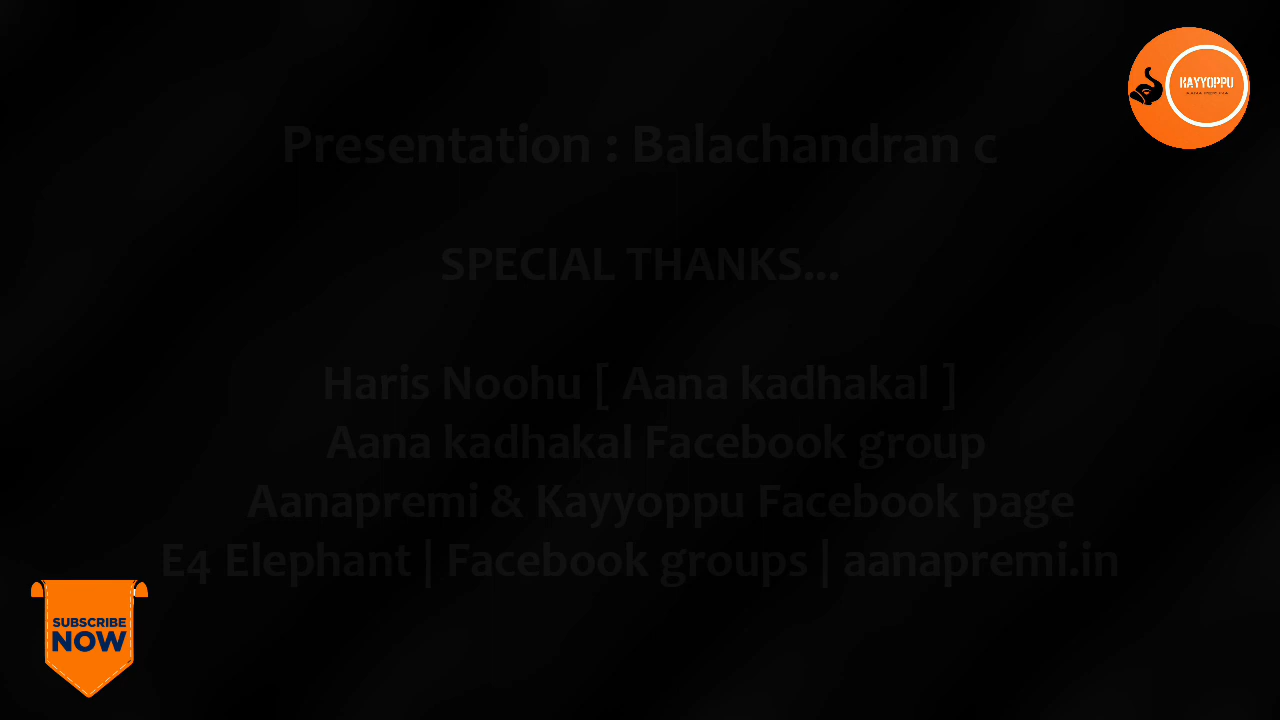 KAYYOPPU
Presentation : Balachandran c
SPECIAL THANKS...
Haris Noohu [ Aana kadhakal ]
Aana kadhakal Facebook group
Aanapremi & Kayyoppu Facebook page
E4 Elephant | Facebook groups | aanapremi.in
SUBSCRIBE
NOW